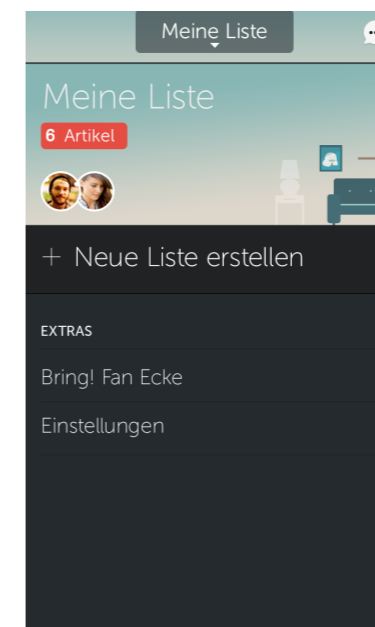 Meine Liste
Meine Liste
6 Artikel
+ Neue Liste erstellen
EXTRAS
Bring! Fan Ecke
Einstellungen